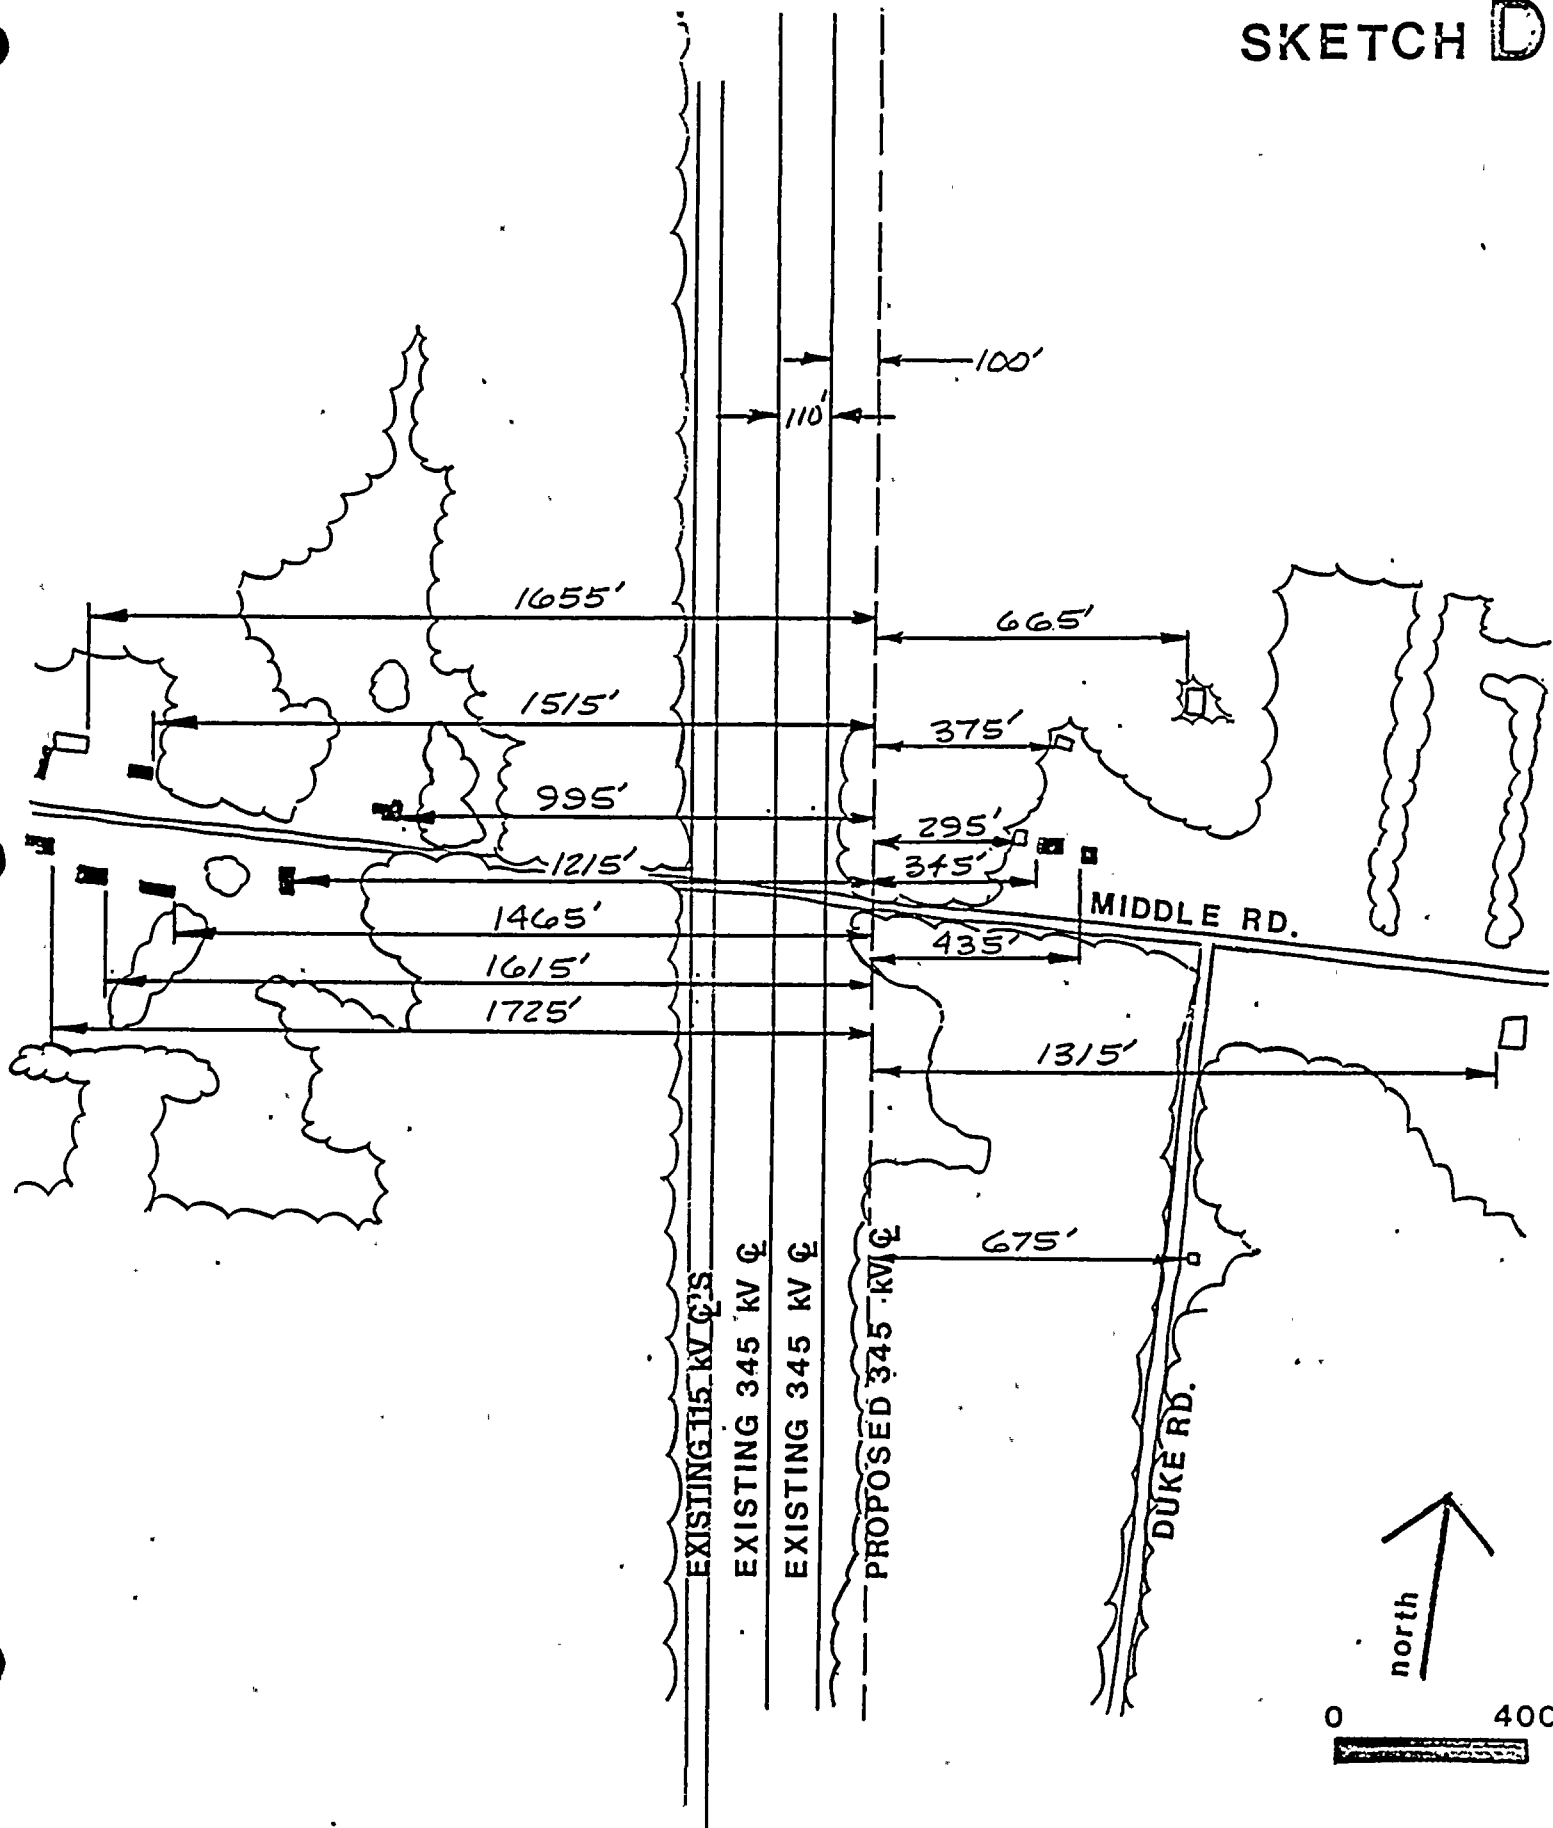 SKETCH D
100'
110'
1655'
665'
1515'
375'
995'
295'
1215'
345'
MIDDLE RD.
1465'
435'
1615'
1725'
1315'
675'
EXISTING 115 kV ℄'S
EXISTING 345 kV ℄
EXISTING 345 kV ℄
PROPOSED 345 kV ℄
DUKE RD.
north
0 400